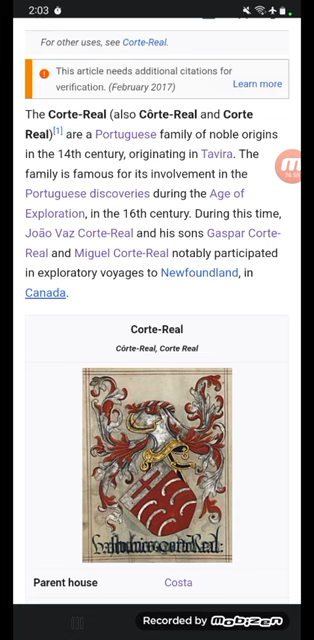 2:03
For other uses, see Corte-Real.
This article needs additional citations for
verification. (February 2017)
Learn more
The Corte-Real (also Côrte-Real and Corte
Real)[1] are a Portuguese family of noble origins
in the 14th century, originating in Tavira. The
family is famous for its involvement in the
Portuguese discoveries during the Age of
Exploration, in the 16th century. During this time,
João Vaz Corte-Real and his sons Gaspar Corte-
Real and Miguel Corte-Real notably participated
in exploratory voyages to Newfoundland, in
Canada.
Corte-Real
Côrte-Real, Corte Real
Parent house
Costa
Recorded by mobizen